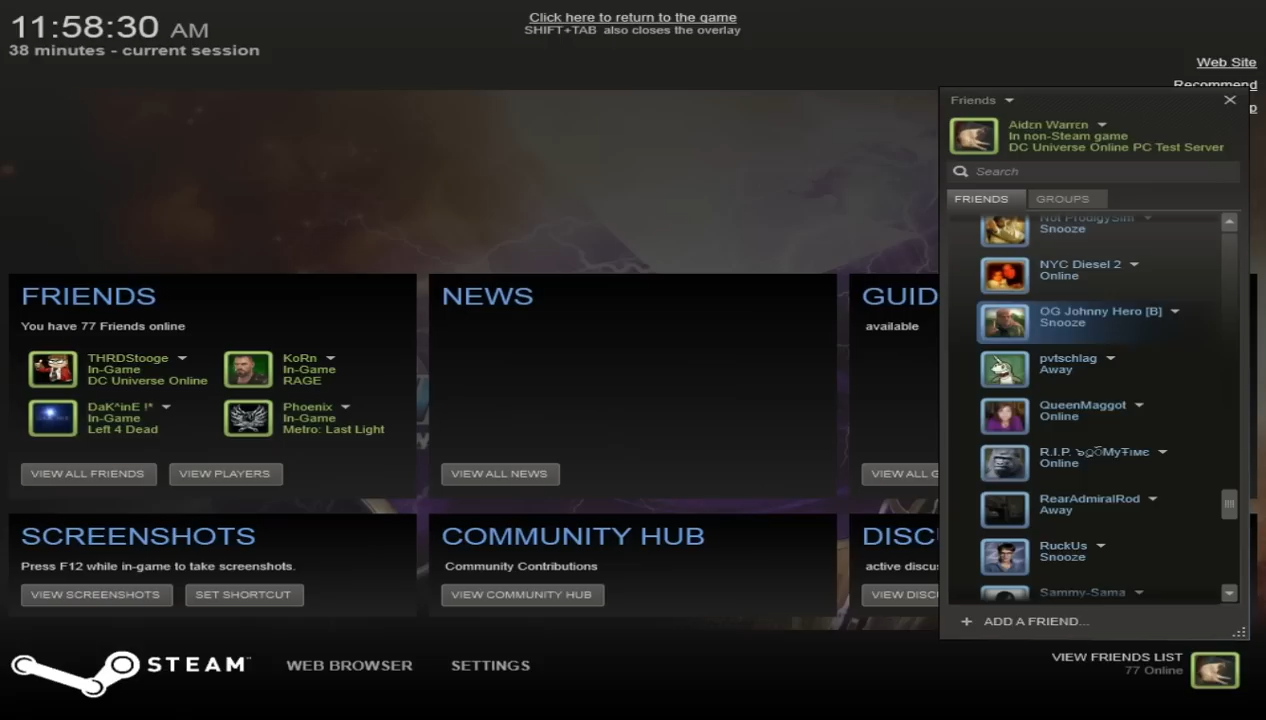 11:58:30 AM
38 minutes - current session
Click here to return to the game
SHIFT+TAB also closes the overlay
Web Site
Recommend
p
Friends
Aidεn Warrεn
In non-Steam game
DC Universe Online PC Test Server
Search
FRIENDS
GROUPS
Not ProdigySim
Snooze
NYC Diesel 2
Online
OG Johnny Hero [B]
Snooze
pvtschlag
Away
QueenMaggot
Online
R.I.P.
Online
RearAdmiralRod
Away
RuckUs
Snooze
Sammy-Sama
+ ADD A FRIEND...
FRIENDS
You have 77 Friends online
THRDStooge
In-Game
DC Universe Online
KoRn
In-Game
RAGE
DaK^inE !*
In-Game
Left 4 Dead
Phoenix
In-Game
Metro: Last Light
VIEW ALL FRIENDS
VIEW PLAYERS
NEWS
VIEW ALL NEWS
GUID
available
VIEW ALL G
SCREENSHOTS
Press F12 while in-game to take screenshots.
VIEW SCREENSHOTS
SET SHORTCUT
COMMUNITY HUB
Community Contributions
VIEW COMMUNITY HUB
DISC
active discu
VIEW DISC
STEAM™
WEB BROWSER
SETTINGS
VIEW FRIENDS LIST
77 Online